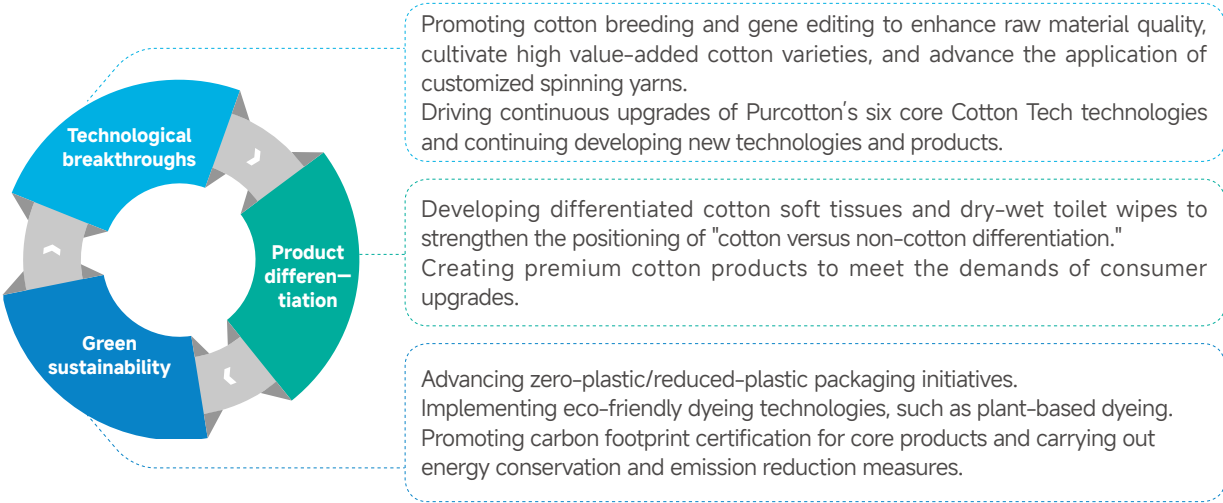 Technological
breakthroughs
Promoting cotton breeding and gene editing to enhance raw material quality,
cultivate high value-added cotton varieties, and advance the application of
customized spinning yarns.
Driving continuous upgrades of Purcotton's six core Cotton Tech technologies
and continuing developing new technologies and products.
Product
differen—
tiation
Developing differentiated cotton soft tissues and dry-wet toilet wipes to
strengthen the positioning of "cotton versus non-cotton differentiation."
Creating premium cotton products to meet the demands of consumer
upgrades.
Green
sustainability
Advancing zero-plastic/reduced-plastic packaging initiatives.
Implementing eco-friendly dyeing technologies, such as plant-based dyeing.
Promoting carbon footprint certification for core products and carrying out
energy conservation and emission reduction measures.